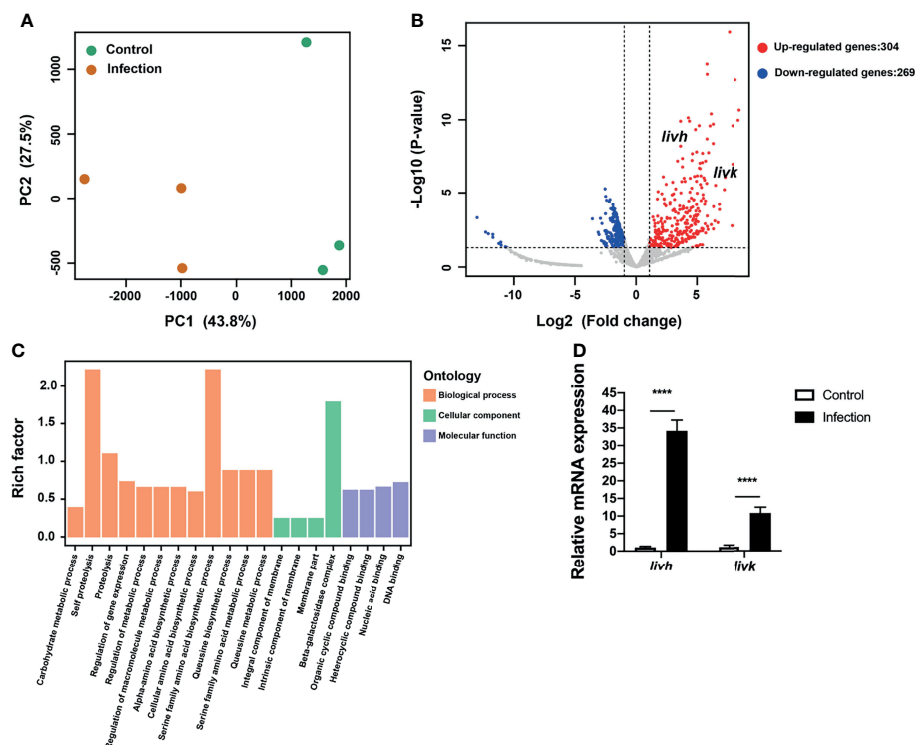 A
Control
Infection
1000
500
0
-500
PC2 (27.5%)
-2000
-1000
0
1000
2000
PC1 (43.8%)
B
15
10
5
0
-Log10 (P-value)
livh
livk
-10
-5
0
5
Log2 (Fold change)
Up-regulated genes:304
Down-regulated genes:269
C
2.0
1.5
1.0
0.5
0
Rich factor
Ontology
Biological process
Cellular component
Molecular function
Carbohydrate metabolic process
Self proteolysis
Proteolysis
Regulation of gene expression
Regulation of metabolic process
Regulation of macromolecule metabolic process
Alpha-amino acid biosynthetic process
Cellular amino acid biosynthetic process
Serine family amino acid biosynthetic process
Queusine biosynthetic process
Serine family amino acid metabolic process
Queusine metabolic process
Integral component of membrane
Intrinsic component of membrane
Membrane part
Beta-galactosidase complex
Organic cyclic compound binding
Heterocyclic compound binding
Nucleic acid binding
DNA binding
D
Relative mRNA expression
45
40
35
30
25
20
15
10
5
0
****
****
livh
livk
Control
Infection